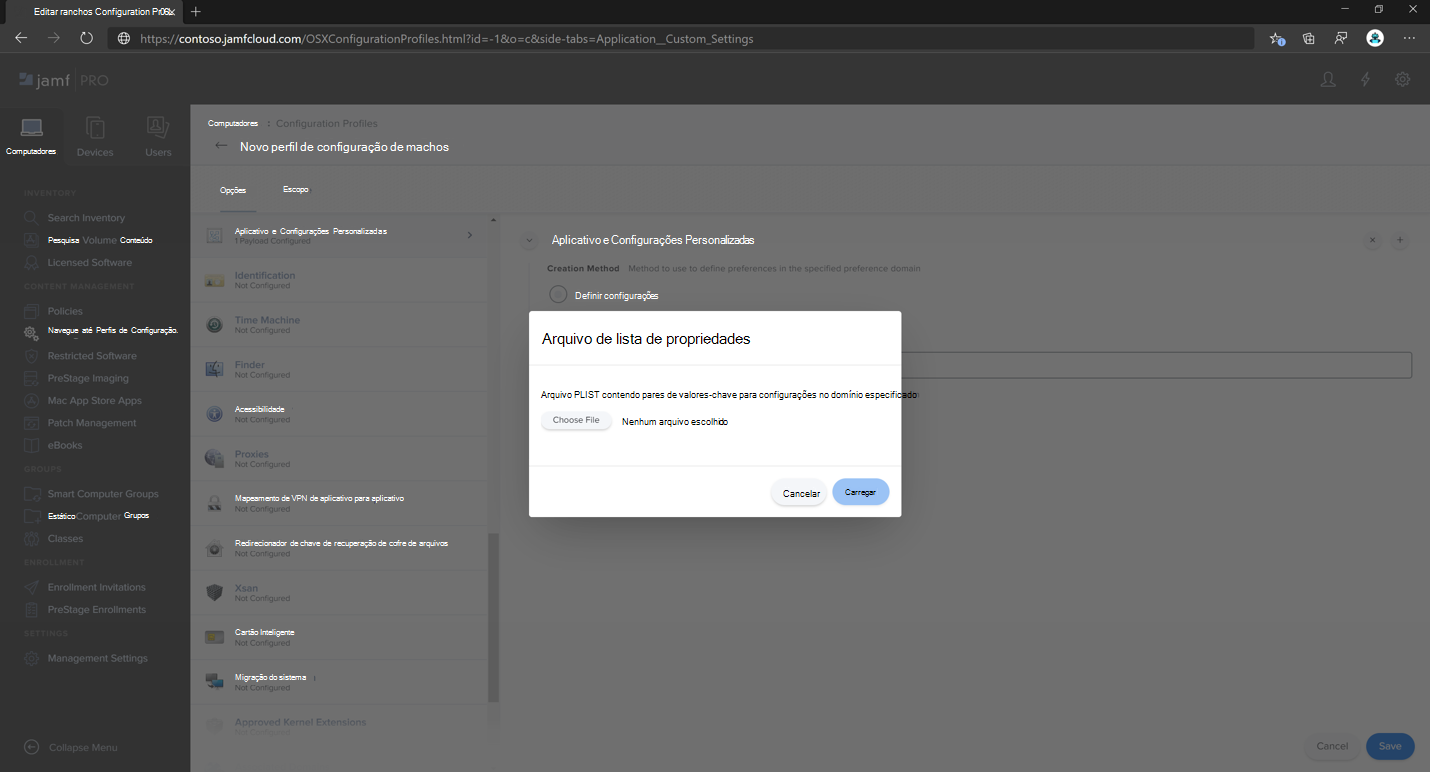 Editar ranchos Configuration Pr
https://contoso.jamfcloud.com/OSXConfigurationProfiles.html?id=-1&o=c&side-tabs=Application__Custom_Settings
jamf PRO
Computadores
Devices
Users
INVENTORY
Search Inventory
Pesquisa Volume Conteúdo
Licensed Software
CONTENT MANAGEMENT
Policies
Navegue até Perfis de Configuração.
Restricted Software
PreStage Imaging
Mac App Store Apps
Patch Management
eBooks
GROUPS
Smart Computer Groups
Estático Computer Grupos
Classes
ENROLLMENT
Enrollment Invitations
PreStage Enrollments
SETTINGS
Management Settings
Collapse Menu
Computadores : Configuration Profiles
← Novo perfil de configuração de machos
Opções
Escopo
Aplicativo e Configurações Personalizadas
1 Payload Configured
Identification
Not Configured
Time Machine
Not Configured
Finder
Not Configured
Acessibilidade
Not Configured
Proxies
Not Configured
Mapeamento de VPN de aplicativo para aplicativo
Not Configured
Redirecionador de chave de recuperação de cofre de arquivos
Not Configured
Xsan
Not Configured
Cartão Inteligente
Not Configured
Migração do sistema
Not Configured
Approved Kernel Extensions
Aplicativo e Configurações Personalizadas
Creation Method Method to use to define preferences in the specified preference domain
Definir configurações
Arquivo de lista de propriedades
Arquivo PLIST contendo pares de valores-chave para configurações no domínio especificado
Choose File Nenhum arquivo escolhido
Cancelar
Carregar
Cancel
Save